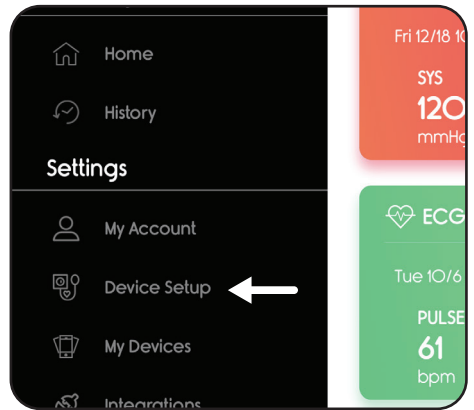 Home
History
Settings
My Account
Device Setup
My Devices
Integrations
Fri 12/18
SYS
120
mmHg
ECG
Tue 10/6
PULSE
61
bpm